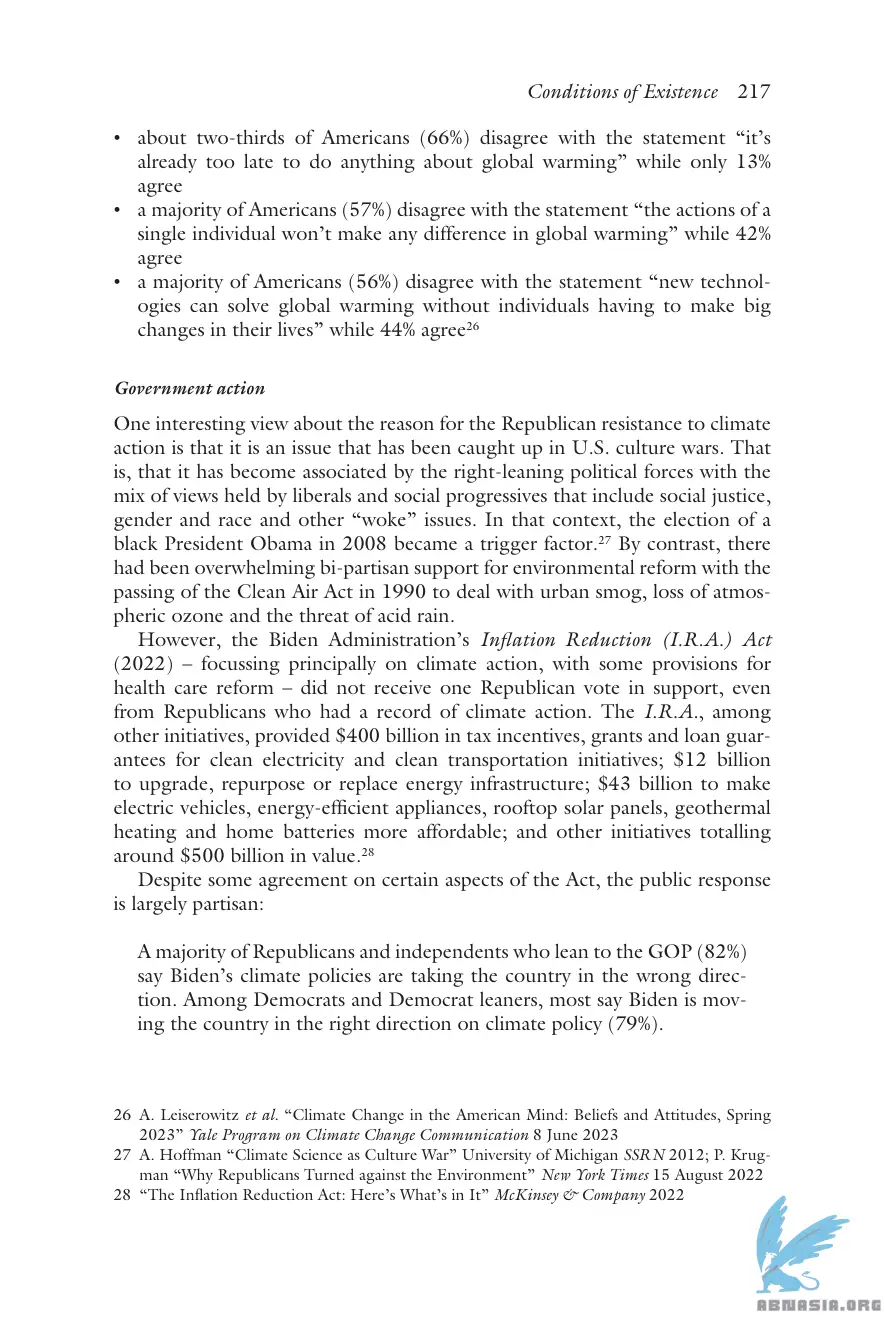 Conditions of Existence 217
• about two-thirds of Americans (66%) disagree with the statement “it’s
already too late to do anything about global warming” while only 13%
agree
• a majority of Americans (57%) disagree with the statement “the actions of a
single individual won’t make any difference in global warming” while 42%
agree
• a majority of Americans (56%) disagree with the statement “new technol-
ogies can solve global warming without individuals having to make big
changes in their lives” while 44% agree²⁶
Government action
One interesting view about the reason for the Republican resistance to climate
action is that it is an issue that has been caught up in U.S. culture wars. That
is, that it has become associated by the right-leaning political forces with the
mix of views held by liberals and social progressives that include social justice,
gender and race and other “woke” issues. In that context, the election of a
black President Obama in 2008 became a trigger factor.²⁷ By contrast, there
had been overwhelming bi-partisan support for environmental reform with the
passing of the Clean Air Act in 1990 to deal with urban smog, loss of atmos-
pheric ozone and the threat of acid rain.
However, the Biden Administration’s Inflation Reduction (I.R.A.) Act
(2022) – focussing principally on climate action, with some provisions for
health care reform – did not receive one Republican vote in support, even
from Republicans who had a record of climate action. The I.R.A., among
other initiatives, provided $400 billion in tax incentives, grants and loan guar-
antees for clean electricity and clean transportation initiatives; $12 billion
to upgrade, repurpose or replace energy infrastructure; $43 billion to make
electric vehicles, energy-efficient appliances, rooftop solar panels, geothermal
heating and home batteries more affordable; and other initiatives totalling
around $500 billion in value.²⁸
Despite some agreement on certain aspects of the Act, the public response
is largely partisan:
A majority of Republicans and independents who lean to the GOP (82%)
say Biden’s climate policies are taking the country in the wrong direc-
tion. Among Democrats and Democrat leaners, most say Biden is mov-
ing the country in the right direction on climate policy (79%).
26 A. Leiserowitz et al. “Climate Change in the American Mind: Beliefs and Attitudes, Spring
2023” Yale Program on Climate Change Communication 8 June 2023
27 A. Hoffman “Climate Science as Culture War” University of Michigan SSRN 2012; P. Krug-
man “Why Republicans Turned against the Environment” New York Times 15 August 2022
28 “The Inflation Reduction Act: Here’s What’s in It” McKinsey & Company 2022
ABNASIA.ORG